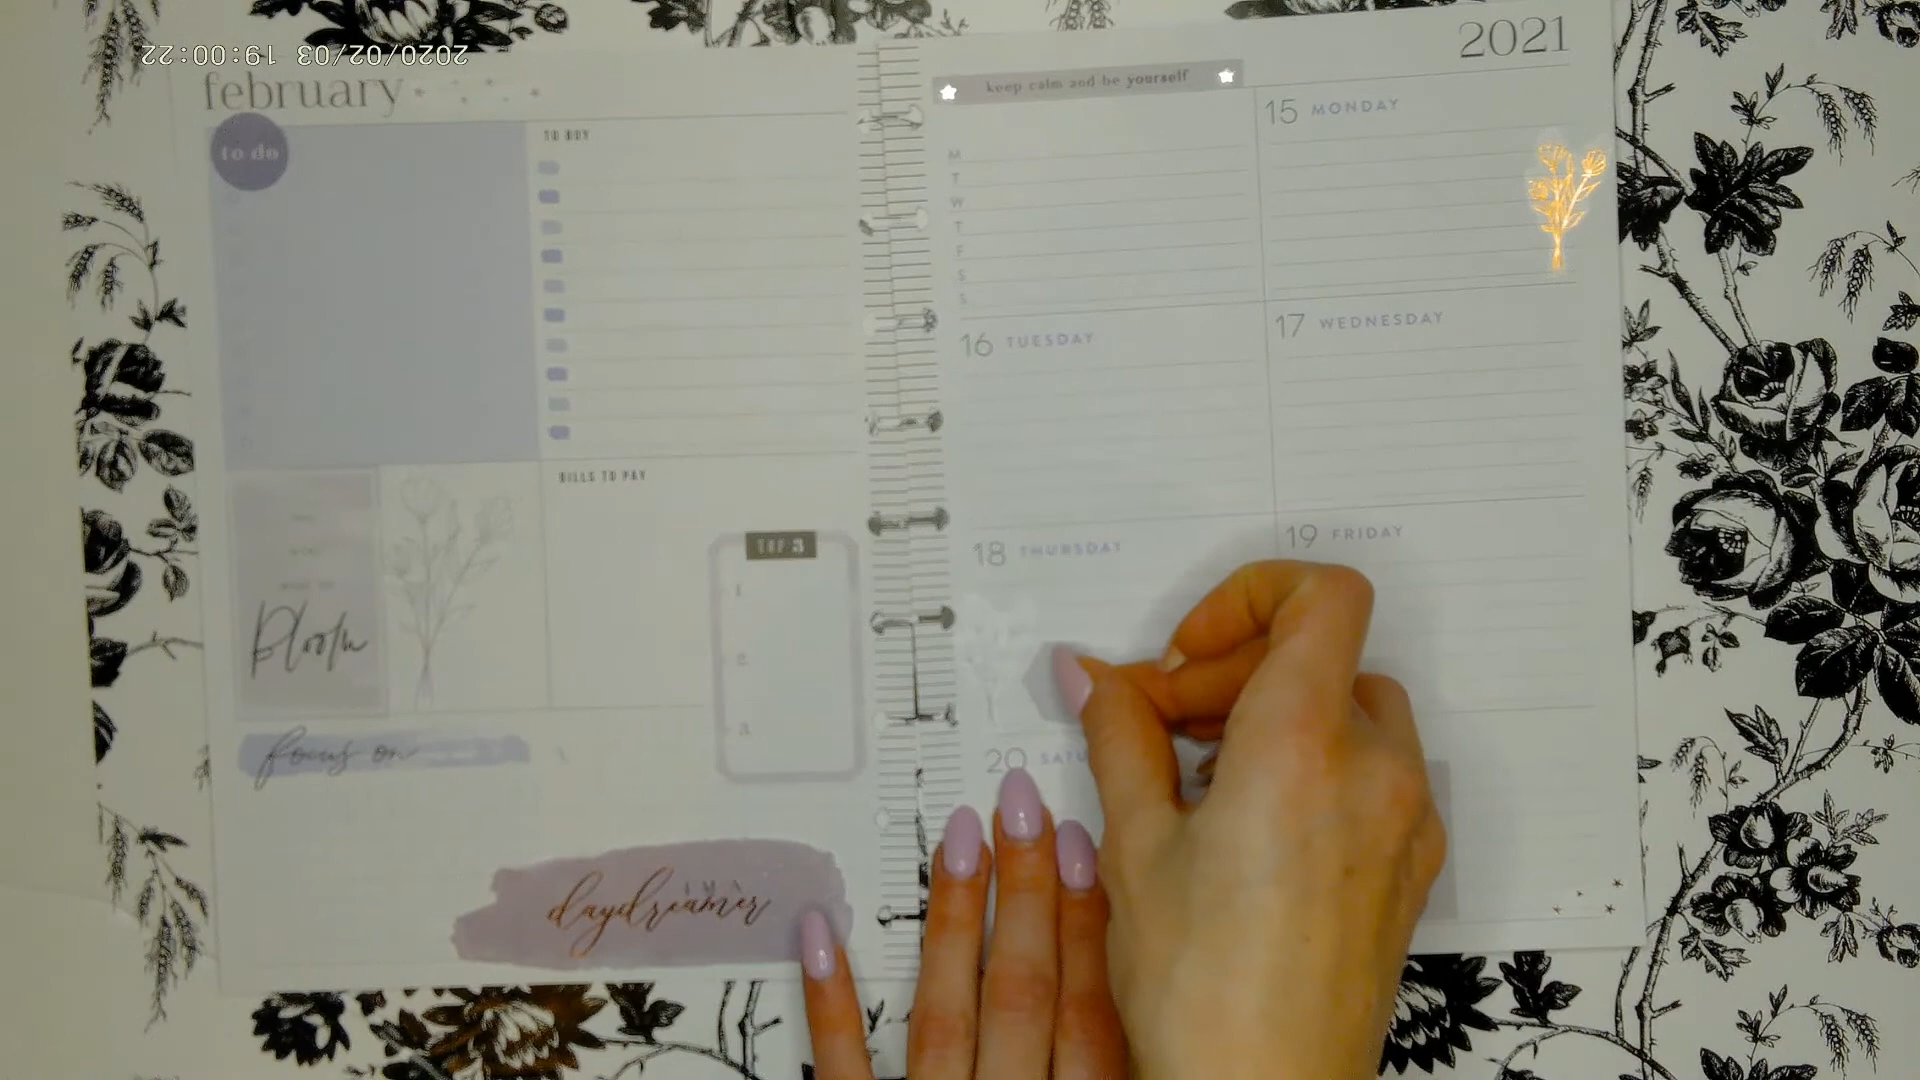 2020/02/03 19:00:22
february
to do
TO BUY
bloom
BILLS TO PAY
TOP 3
1
2
3
focus on
I'M A
daydreamer
2021
keep calm and be yourself
M
T
W
T
F
S
S
15 MONDAY
16 TUESDAY
17 WEDNESDAY
18 THURSDAY
19 FRIDAY
20 SATU